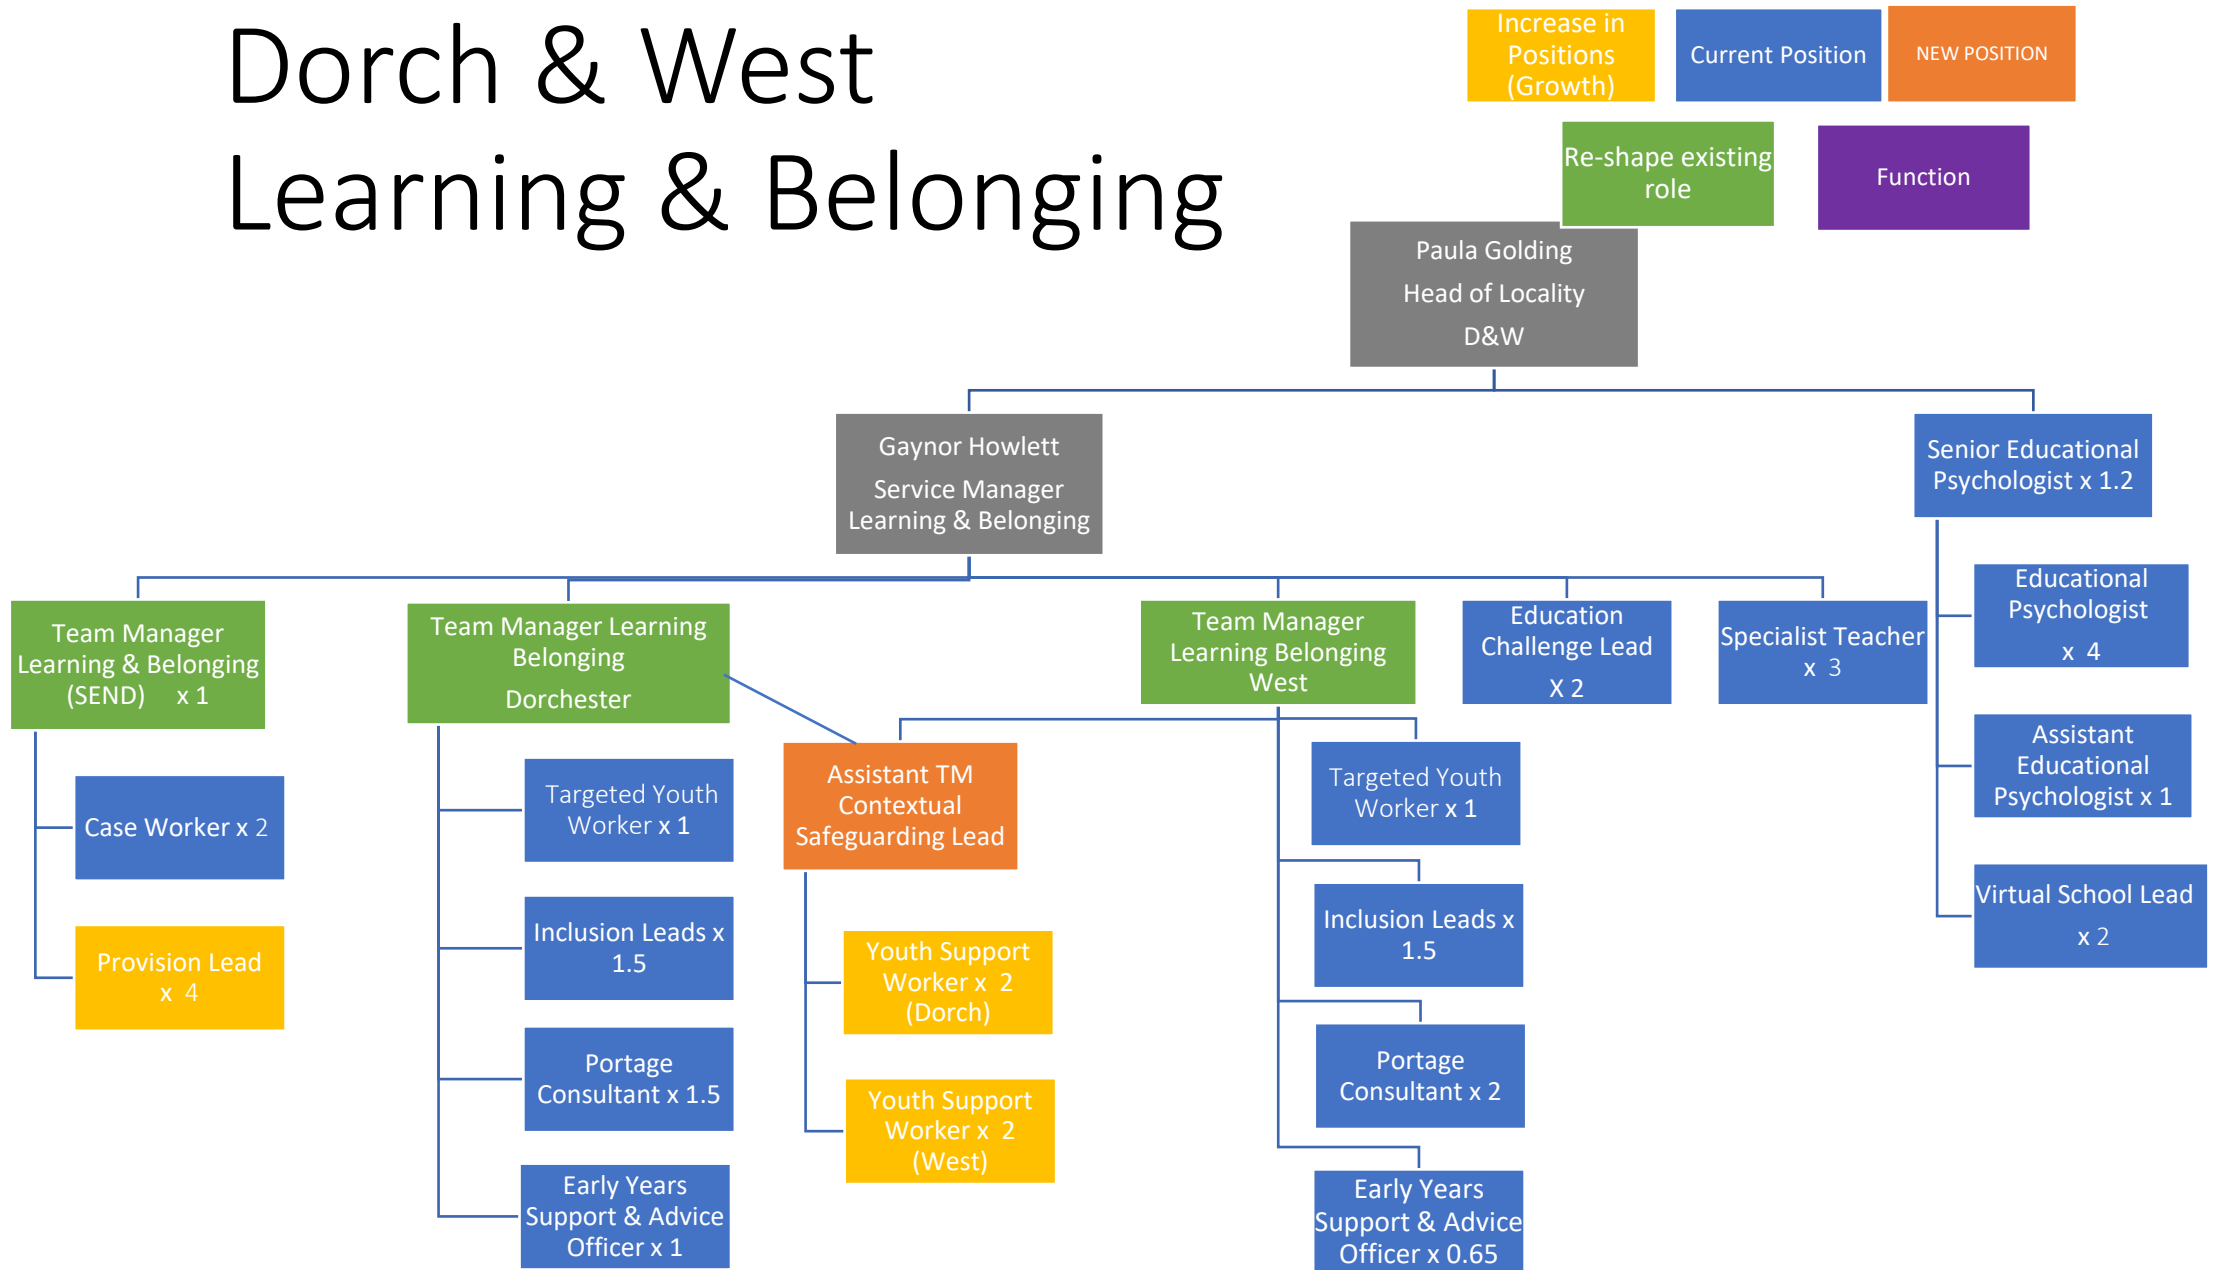 Dorch & West
Learning & Belonging
Increase in
Positions
(Growth)
Current Position
NEW POSITION
Re-shape existing
role
Function
Paula Golding
Head of Locality
D&W
Gaynor Howlett
Service Manager
Learning & Belonging
Senior Educational
Psychologist x 1.2
Team Manager
Learning & Belonging
(SEND) x 1
Team Manager Learning
Belonging
Dorchester
Team Manager
Learning Belonging
West
Education
Challenge Lead
X 2
Specialist Teacher
x 3
Educational
Psychologist
x 4
Assistant
Educational
Psychologist x 1
Virtual School Lead
x 2
Case Worker x 2
Provision Lead
x 4
Targeted Youth
Worker x 1
Inclusion Leads x
1.5
Portage
Consultant x 1.5
Early Years
Support & Advice
Officer x 1
Assistant TM
Contextual
Safeguarding Lead
Youth Support
Worker x 2
(Dorch)
Youth Support
Worker x 2
(West)
Targeted Youth
Worker x 1
Inclusion Leads x
1.5
Portage
Consultant x 2
Early Years
Support & Advice
Officer x 0.65